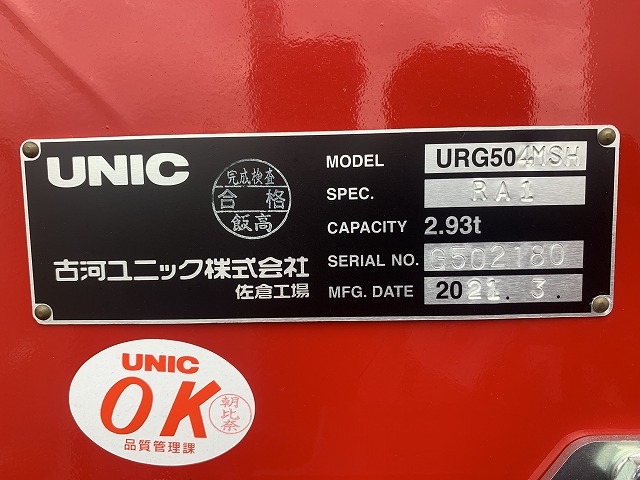 UNIC
完成検査
合格
飯高
古河ユニック株式会社
佐倉工場
MODEL URG504MSH
SPEC. RA1
CAPACITY 2.93t
SERIAL NO. G502180
MFG. DATE 2021. 3.
UNIC
OK
朝比奈
品質管理課